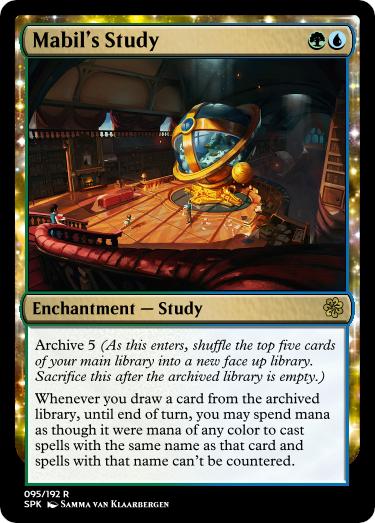 Mabil's Study
Enchantment — Study
Archive 5 (As this enters, shuffle the top five cards
of your main library into a new face up library.
Sacrifice this after the archived library is empty.)
Whenever you draw a card from the archived
library, until end of turn, you may spend mana
as though it were mana of any color to cast
spells with the same name as that card and
spells with that name can't be countered.
095/192 R
SPK Samma van Klaarbergen